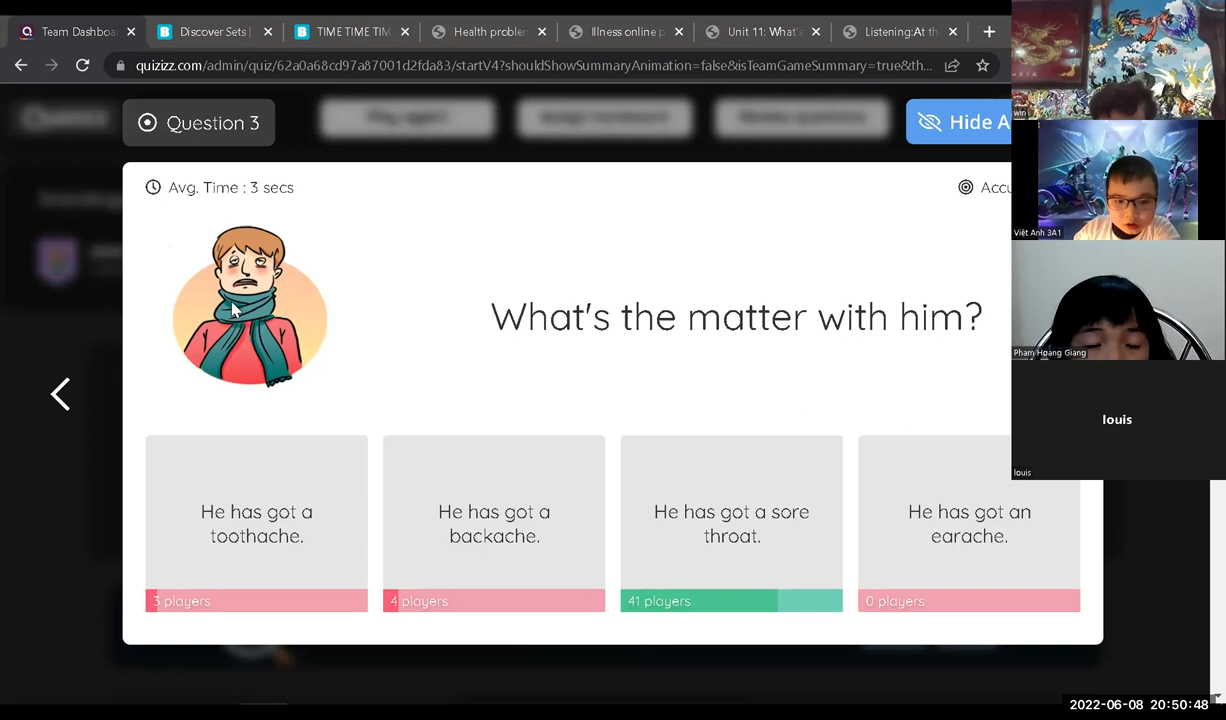 Team Dashboa
Discover Sets |
TIME TIME TIM
Health problem
Illness online p
Unit 11: What's
Listening:At th
quizizz.com/admin/quiz/62a0a68cd97a87001d2fda83/startV4?shouldShowSummaryAnimation=false&isTeamGameSummary=true&th...
Question 3
Hide A
win
Avg. Time : 3 secs
Accu
Việt Anh 3A1
What's the matter with him?
Pham Hoang Giang
louis
louis
He has got a
toothache.
He has got a
backache.
He has got a sore
throat.
He has got an
earache.
3 players
4 players
41 players
0 players
2022-06-08 20:50:48